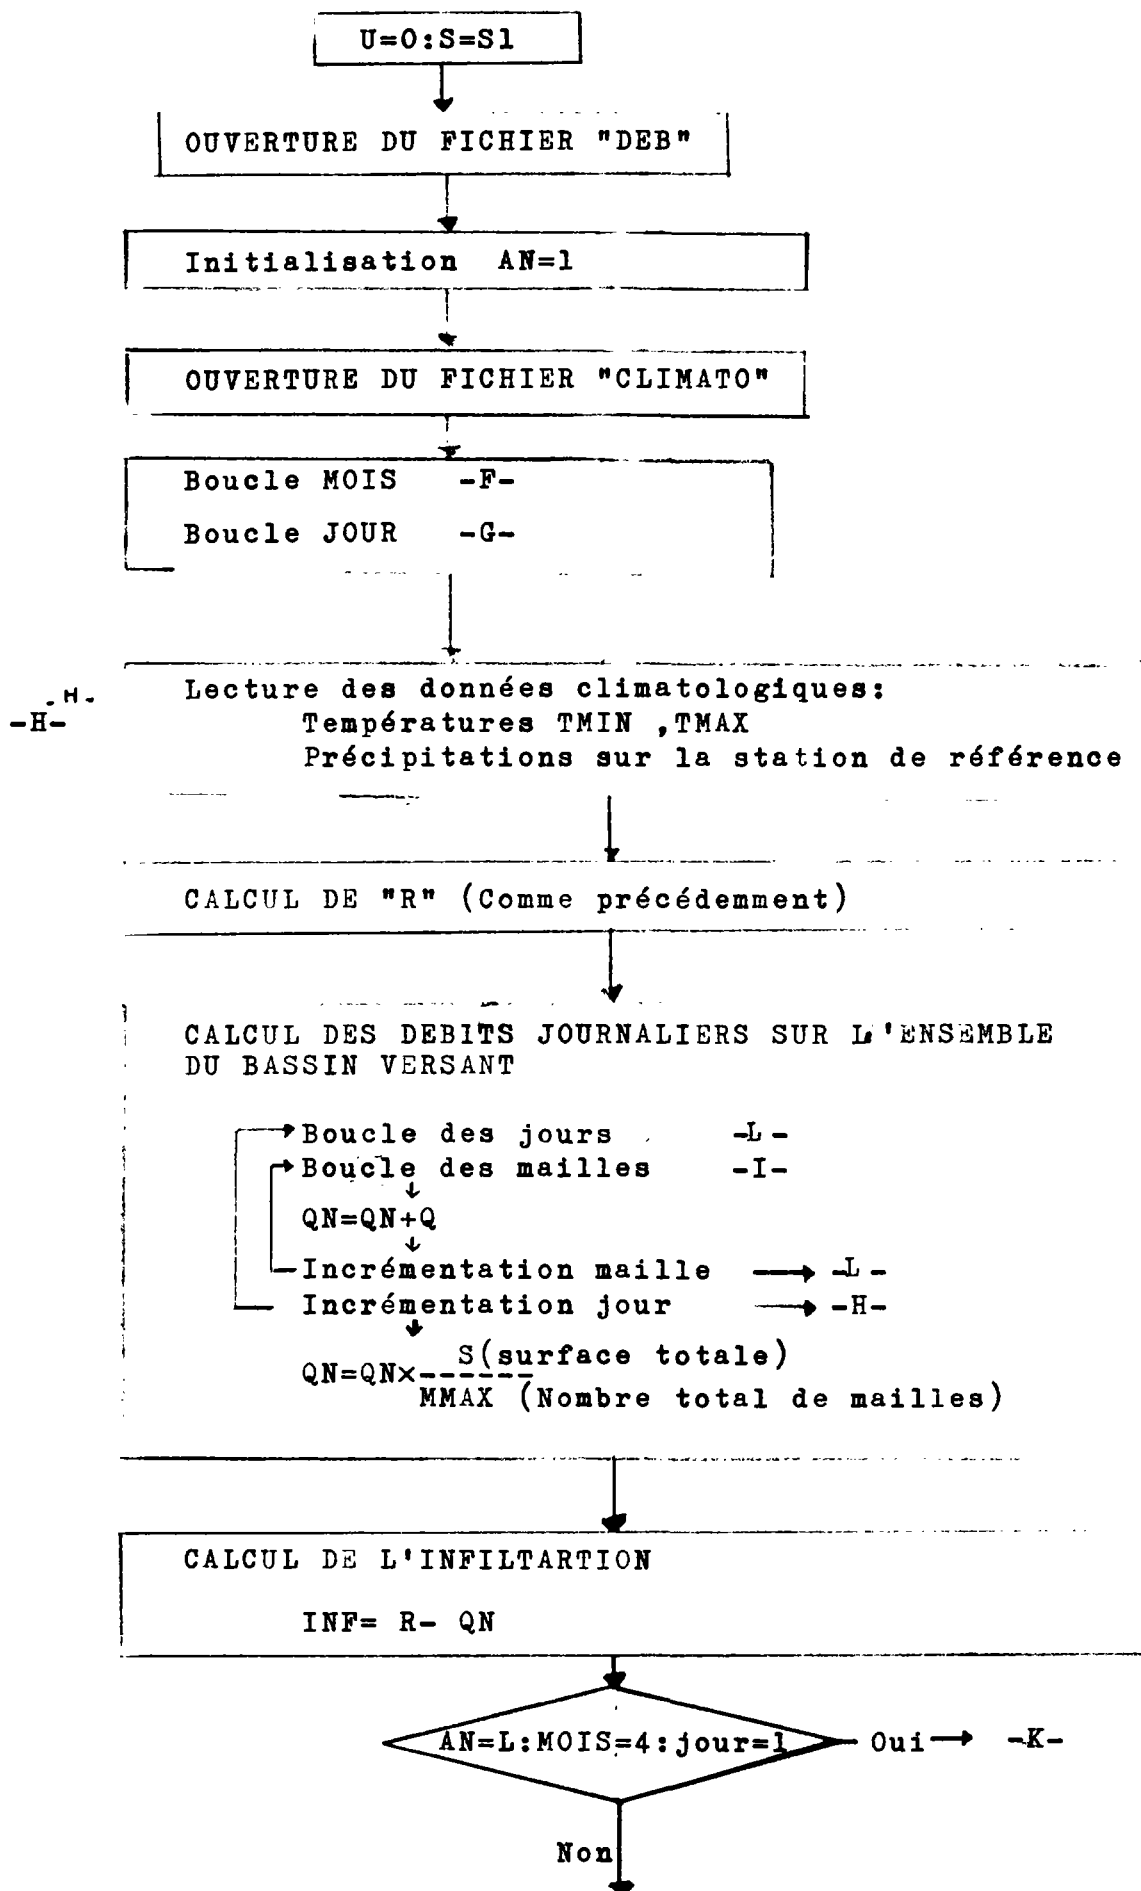 U=0:S=S1
OUVERTURE DU FICHIER "DEB"
Initialisation AN=1
OUVERTURE DU FICHIER "CLIMATO"
Boucle MOIS -F-
Boucle JOUR -G-
-H-
-H-
Lecture des données climatologiques:
Températures TMIN ,TMAX
Précipitations sur la station de référence
CALCUL DE "R" (Comme précédemment)
CALCUL DES DEBITS JOURNALIERS SUR L'ENSEMBLE
DU BASSIN VERSANT
Boucle des jours -L-
Boucle des mailles -I-
QN=QN+Q
Incrémentation maille -L-
Incrémentation jour -H-
S(surface totale)
QN=QN×------
MMAX (Nombre total de mailles)
CALCUL DE L'INFILTARTION
INF= R- QN
AN=L:MOIS=4:jour=1 Oui -K-
Non